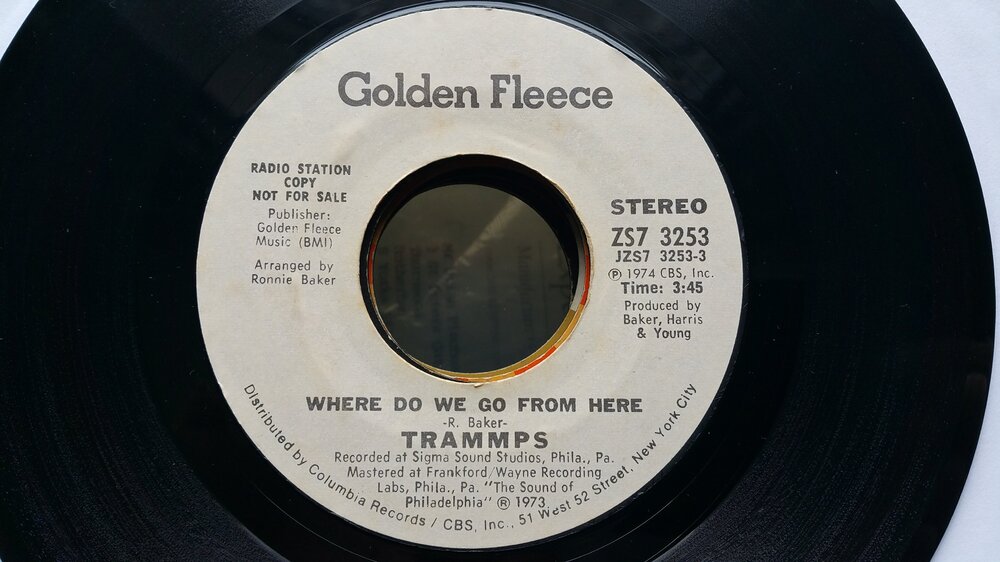 Golden Fleece
RADIO STATION
COPY
NOT FOR SALE
Publisher:
Golden Fleece
Music (BMI)
Arranged by
Ronnie Baker
STEREO
ZS7 3253
JZS7 3253-3
Ⓟ 1974 CBS, Inc.
Time: 3:45
Produced by
Baker, Harris
& Young
WHERE DO WE GO FROM HERE
-R. Baker-
TRAMMPS
Recorded at Sigma Sound Studios, Phila., Pa.
Mastered at Frankford/Wayne Recording
Labs, Phila., Pa. "The Sound of
Philadelphia" ® 1973
Distributed by Columbia Records / CBS, Inc., 51 West 52 Street, New York City